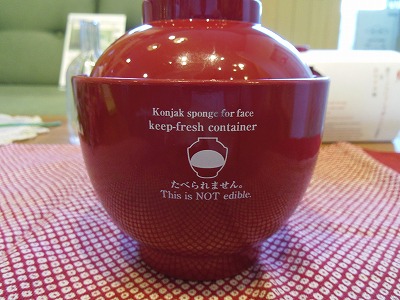 Konjak sponge for face
keep-fresh container
たべられません。
This is NOT edible.